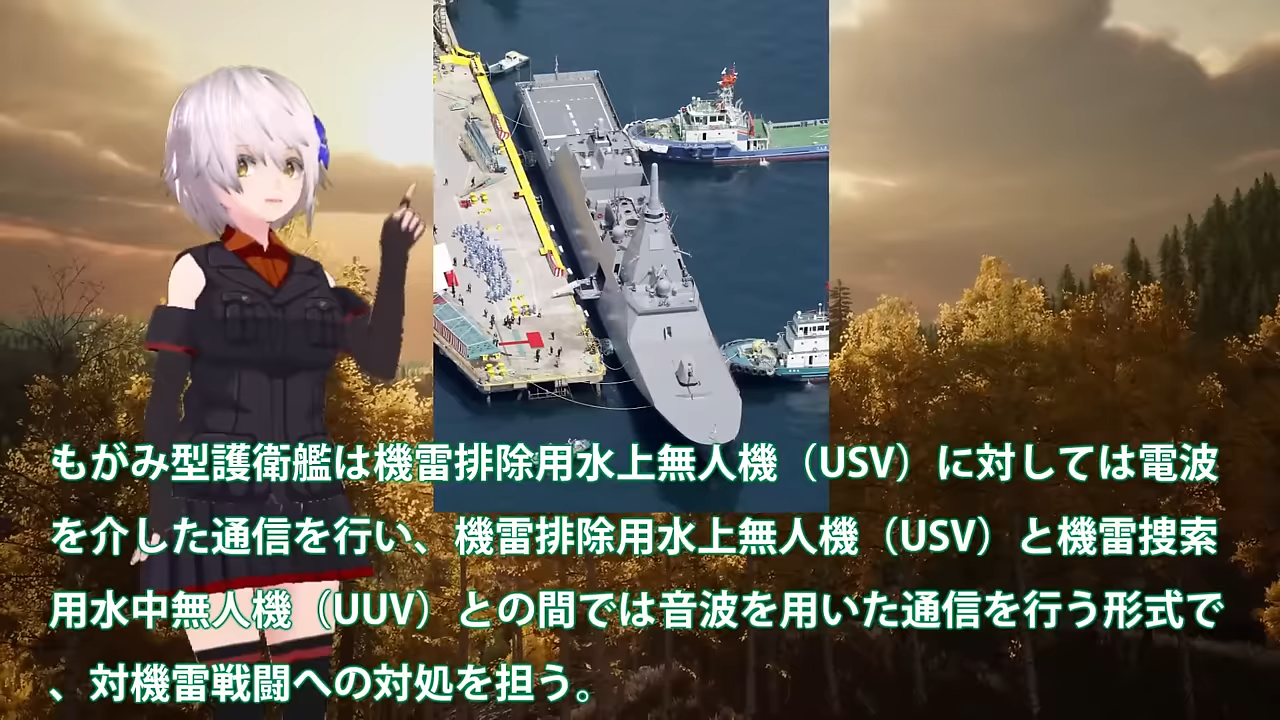 もがみ型護衛艦は機雷排除用水上無人機（USV）に対しては電波
を介した通信を行い、機雷排除用水上無人機（USV）と機雷捜索
用水中無人機（UUV）との間では音波を用いた通信を行う形式で
、対機雷戦闘への対処を担う。